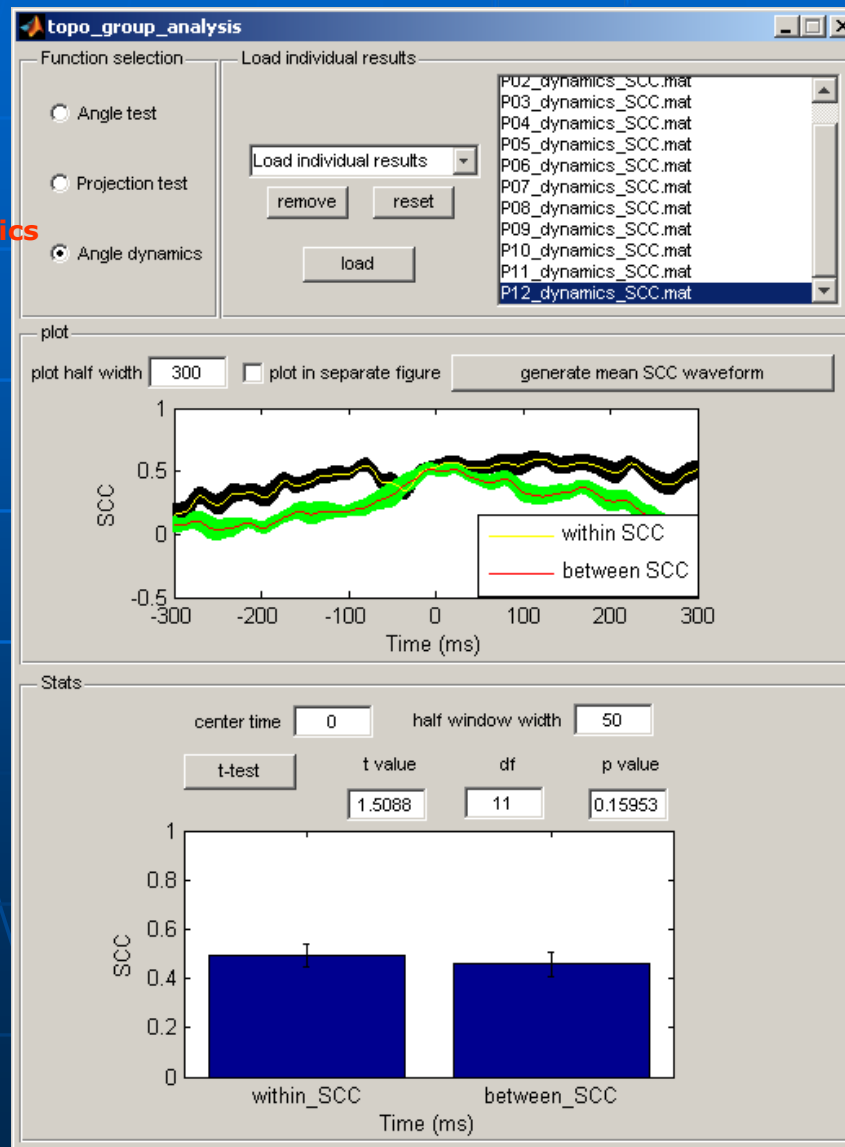 topo_group_analysis
Function selection
Angle test
Projection test
ics
Angle dynamics
Load individual results
Load individual results
remove reset
load
P02_dynamics_SCC.mat
P03_dynamics_SCC.mat
P04_dynamics_SCC.mat
P05_dynamics_SCC.mat
P06_dynamics_SCC.mat
P07_dynamics_SCC.mat
P08_dynamics_SCC.mat
P09_dynamics_SCC.mat
P10_dynamics_SCC.mat
P11_dynamics_SCC.mat
P12_dynamics_SCC.mat
plot
plot half width 300 plot in separate figure generate mean SCC waveform
1
0.5
0
-0.5
SCC
within SCC
between SCC
-300 -200 -100 0 100 200 300
Time (ms)
Stats
center time 0 half window width 50
t-test t value df p value
1.5088 11 0.15953
1
0.8
0.6
0.4
0.2
0
SCC
within_SCC between_SCC
Time (ms)